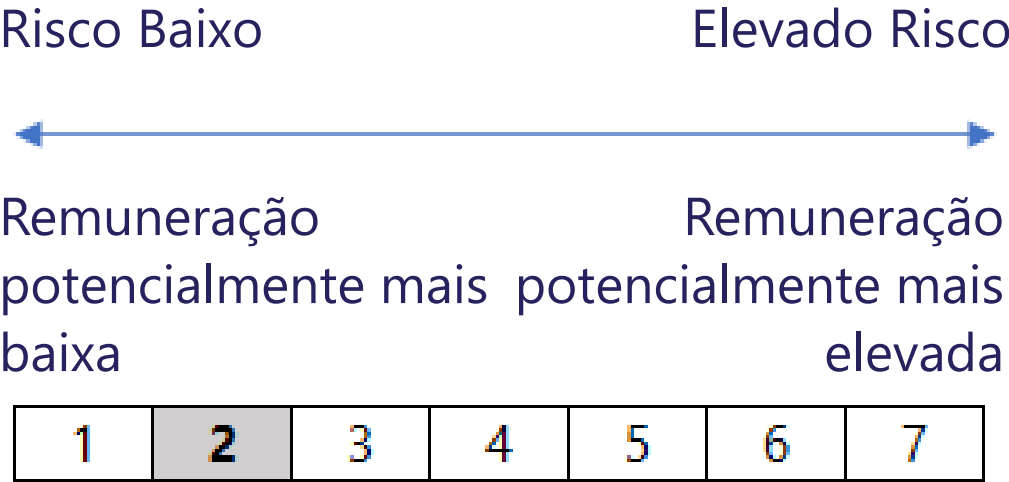 Risco Baixo Elevado Risco
Remuneração Remuneração
potencialmente mais potencialmente mais
baixa elevada
1 2 3 4 5 6 7